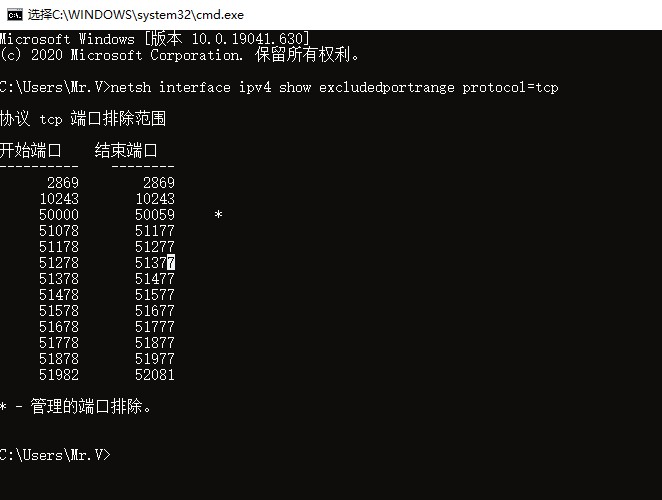 选择C:\WINDOWS\system32\cmd.exe
Microsoft Windows [版本 10.0.19041.630]
(c) 2020 Microsoft Corporation. 保留所有权利。
C:\Users\Mr.V>netsh interface ipv4 show excludedportrange protocol=tcp
协议 tcp 端口排除范围
开始端口 结束端口
---------- --------
2869 2869
10243 10243
50000 50059 *
51078 51177
51178 51277
51278 51377
51378 51477
51478 51577
51578 51677
51678 51777
51778 51877
51878 51977
51982 52081
* - 管理的端口排除。
C:\Users\Mr.V>